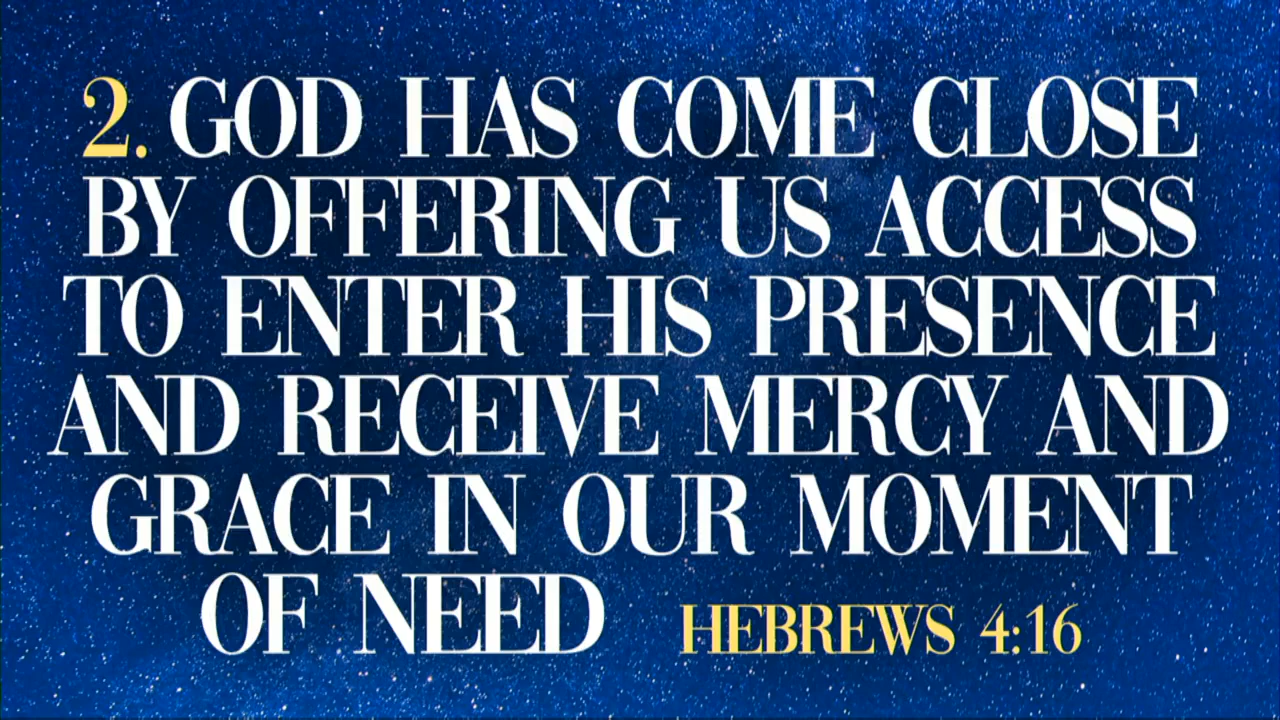 2. GOD HAS COME CLOSE
BY OFFERING US ACCESS
TO ENTER HIS PRESENCE
AND RECEIVE MERCY AND
GRACE IN OUR MOMENT
OF NEED HEBREWS 4:16